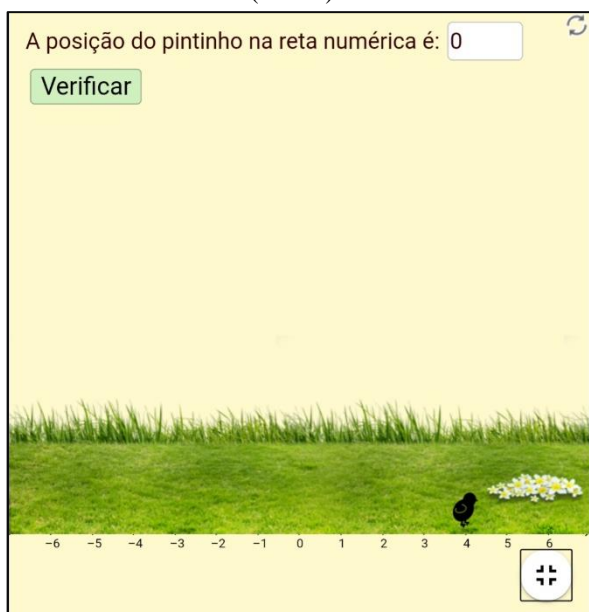 A posição do pintinho na reta numérica é: 0
Verificar
−6 −5 −4 −3 −2 −1 0 1 2 3 4 5 6